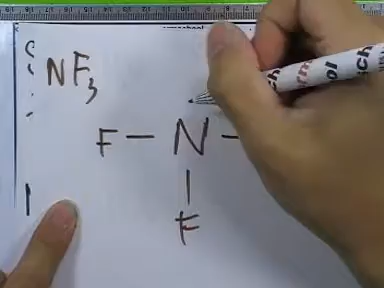 NF₃
F — N —
|
F